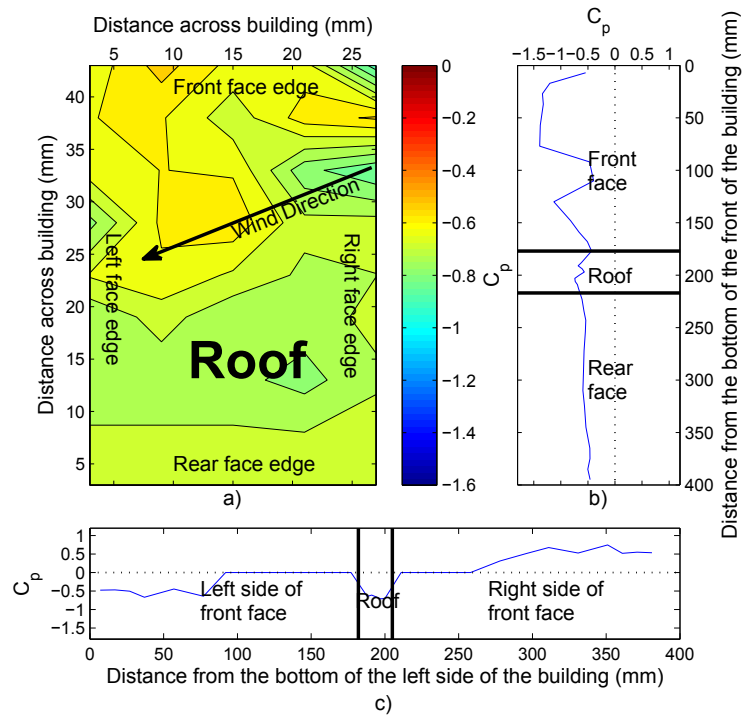 Distance across building (mm)
5 10 15 20 25
Distance across building (mm)
40
35
30
25
20
15
10
5
Front face edge
Wind Direction
Left face edge
Right face edge
Roof
Rear face edge
a)
0
−0.2
−0.4
−0.6
−0.8
−1
−1.2
−1.4
−1.6
Cp
Cp
−1.5 −1 −0.5 0 0.5 1
0
50
100
150
200
250
300
350
400
Front
face
Roof
Rear
face
Distance from the bottom of the front of the building (mm)
b)
Cp
1
0.5
0
−0.5
−1
−1.5
Left side of
front face
Roof
Right side of
front face
0 50 100 150 200 250 300 350 400
Distance from the bottom of the left side of the building (mm)
c)